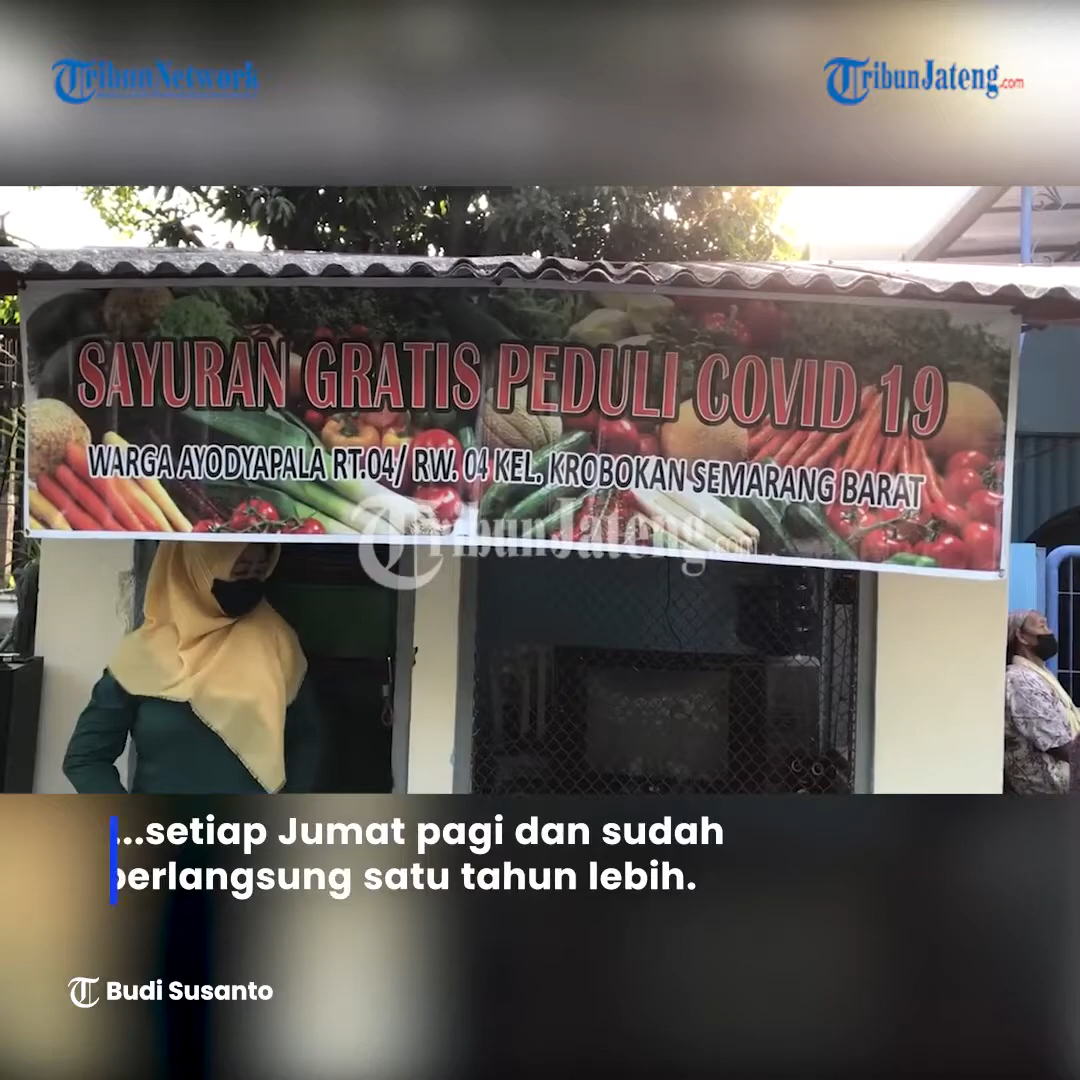 TribunNetwork
TribunJateng.com
SAYURAN GRATIS PEDULI COVID 19
WARGA AYODYAPALA RT.04/ RW. 04 KEL. KROBOKAN SEMARANG BARAT
TribunJateng.com
...setiap Jumat pagi dan sudah
berlangsung satu tahun lebih.
Budi Susanto